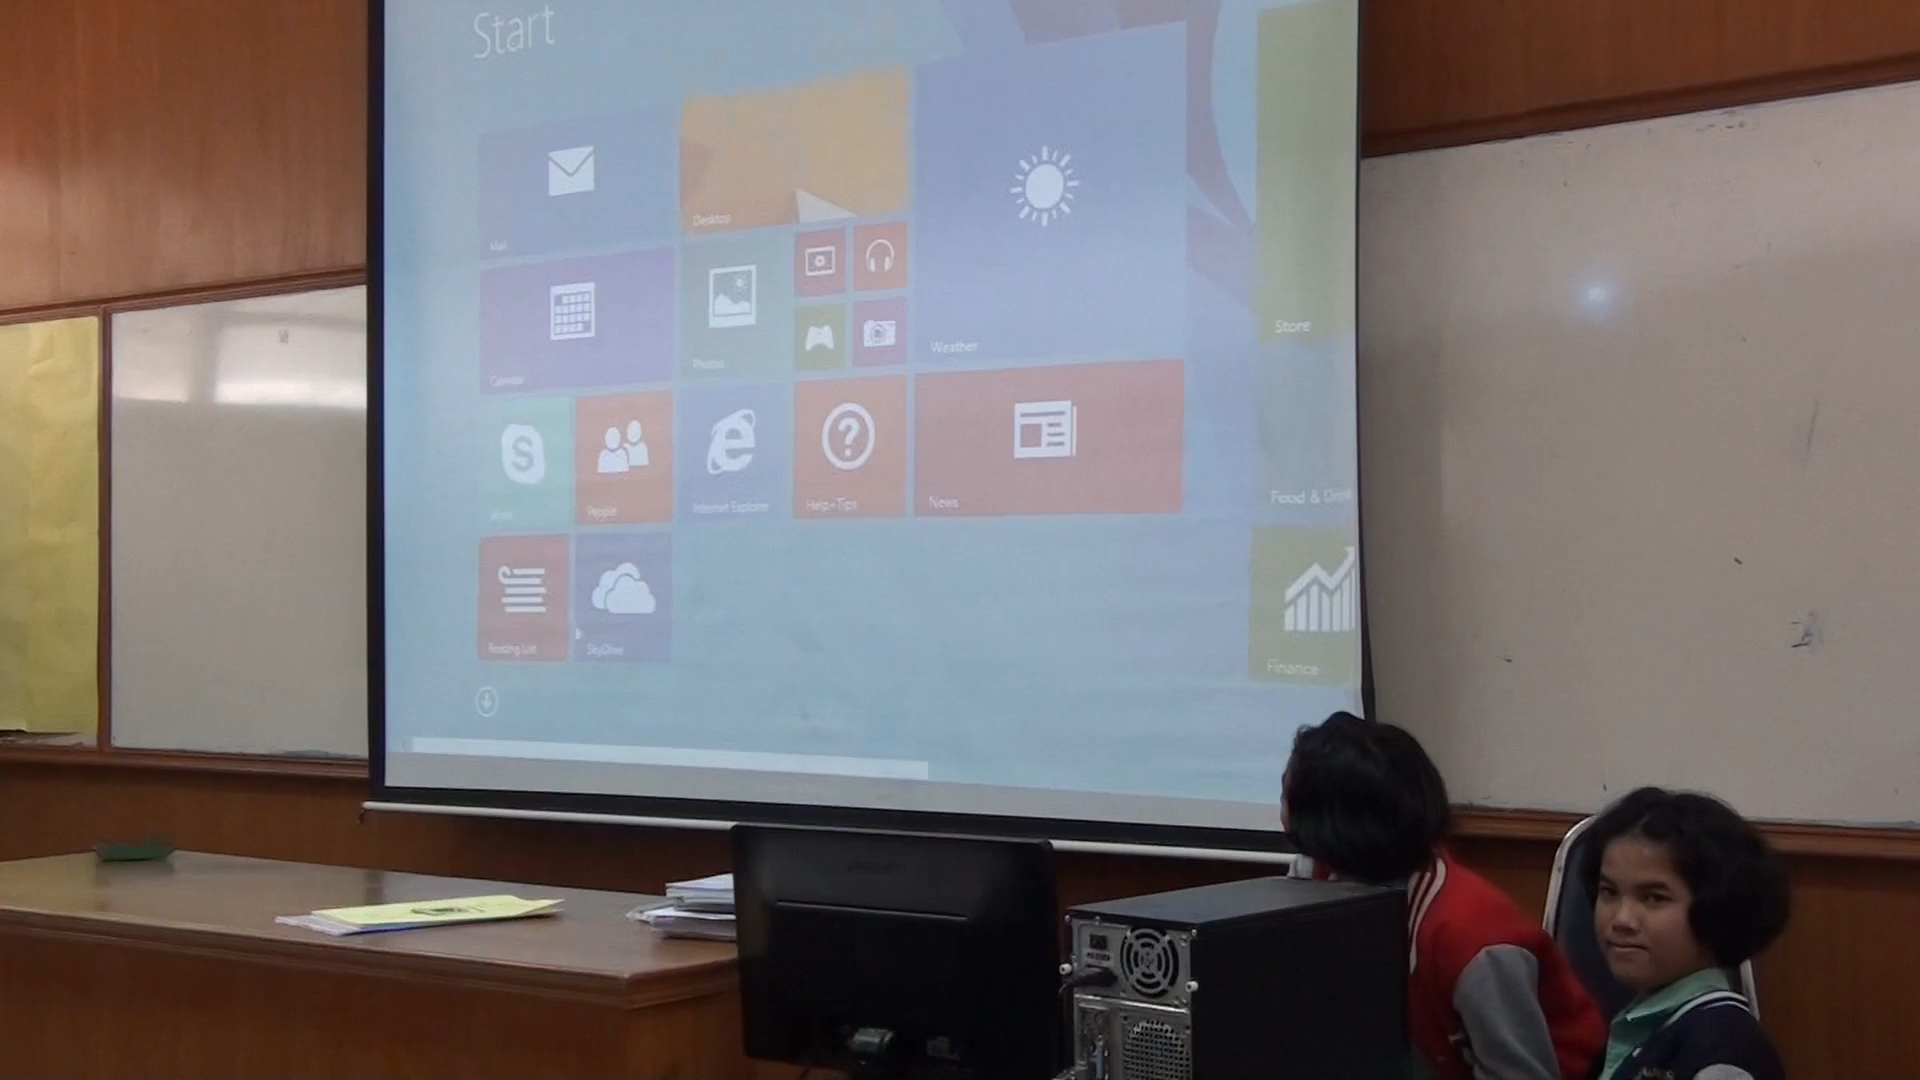 Start
Mail
Desktop
Calendar
Photos
Weather
Store
People
Internet Explorer
Help+Tips
News
Food & Drink
Reading List
SkyDrive
Finance